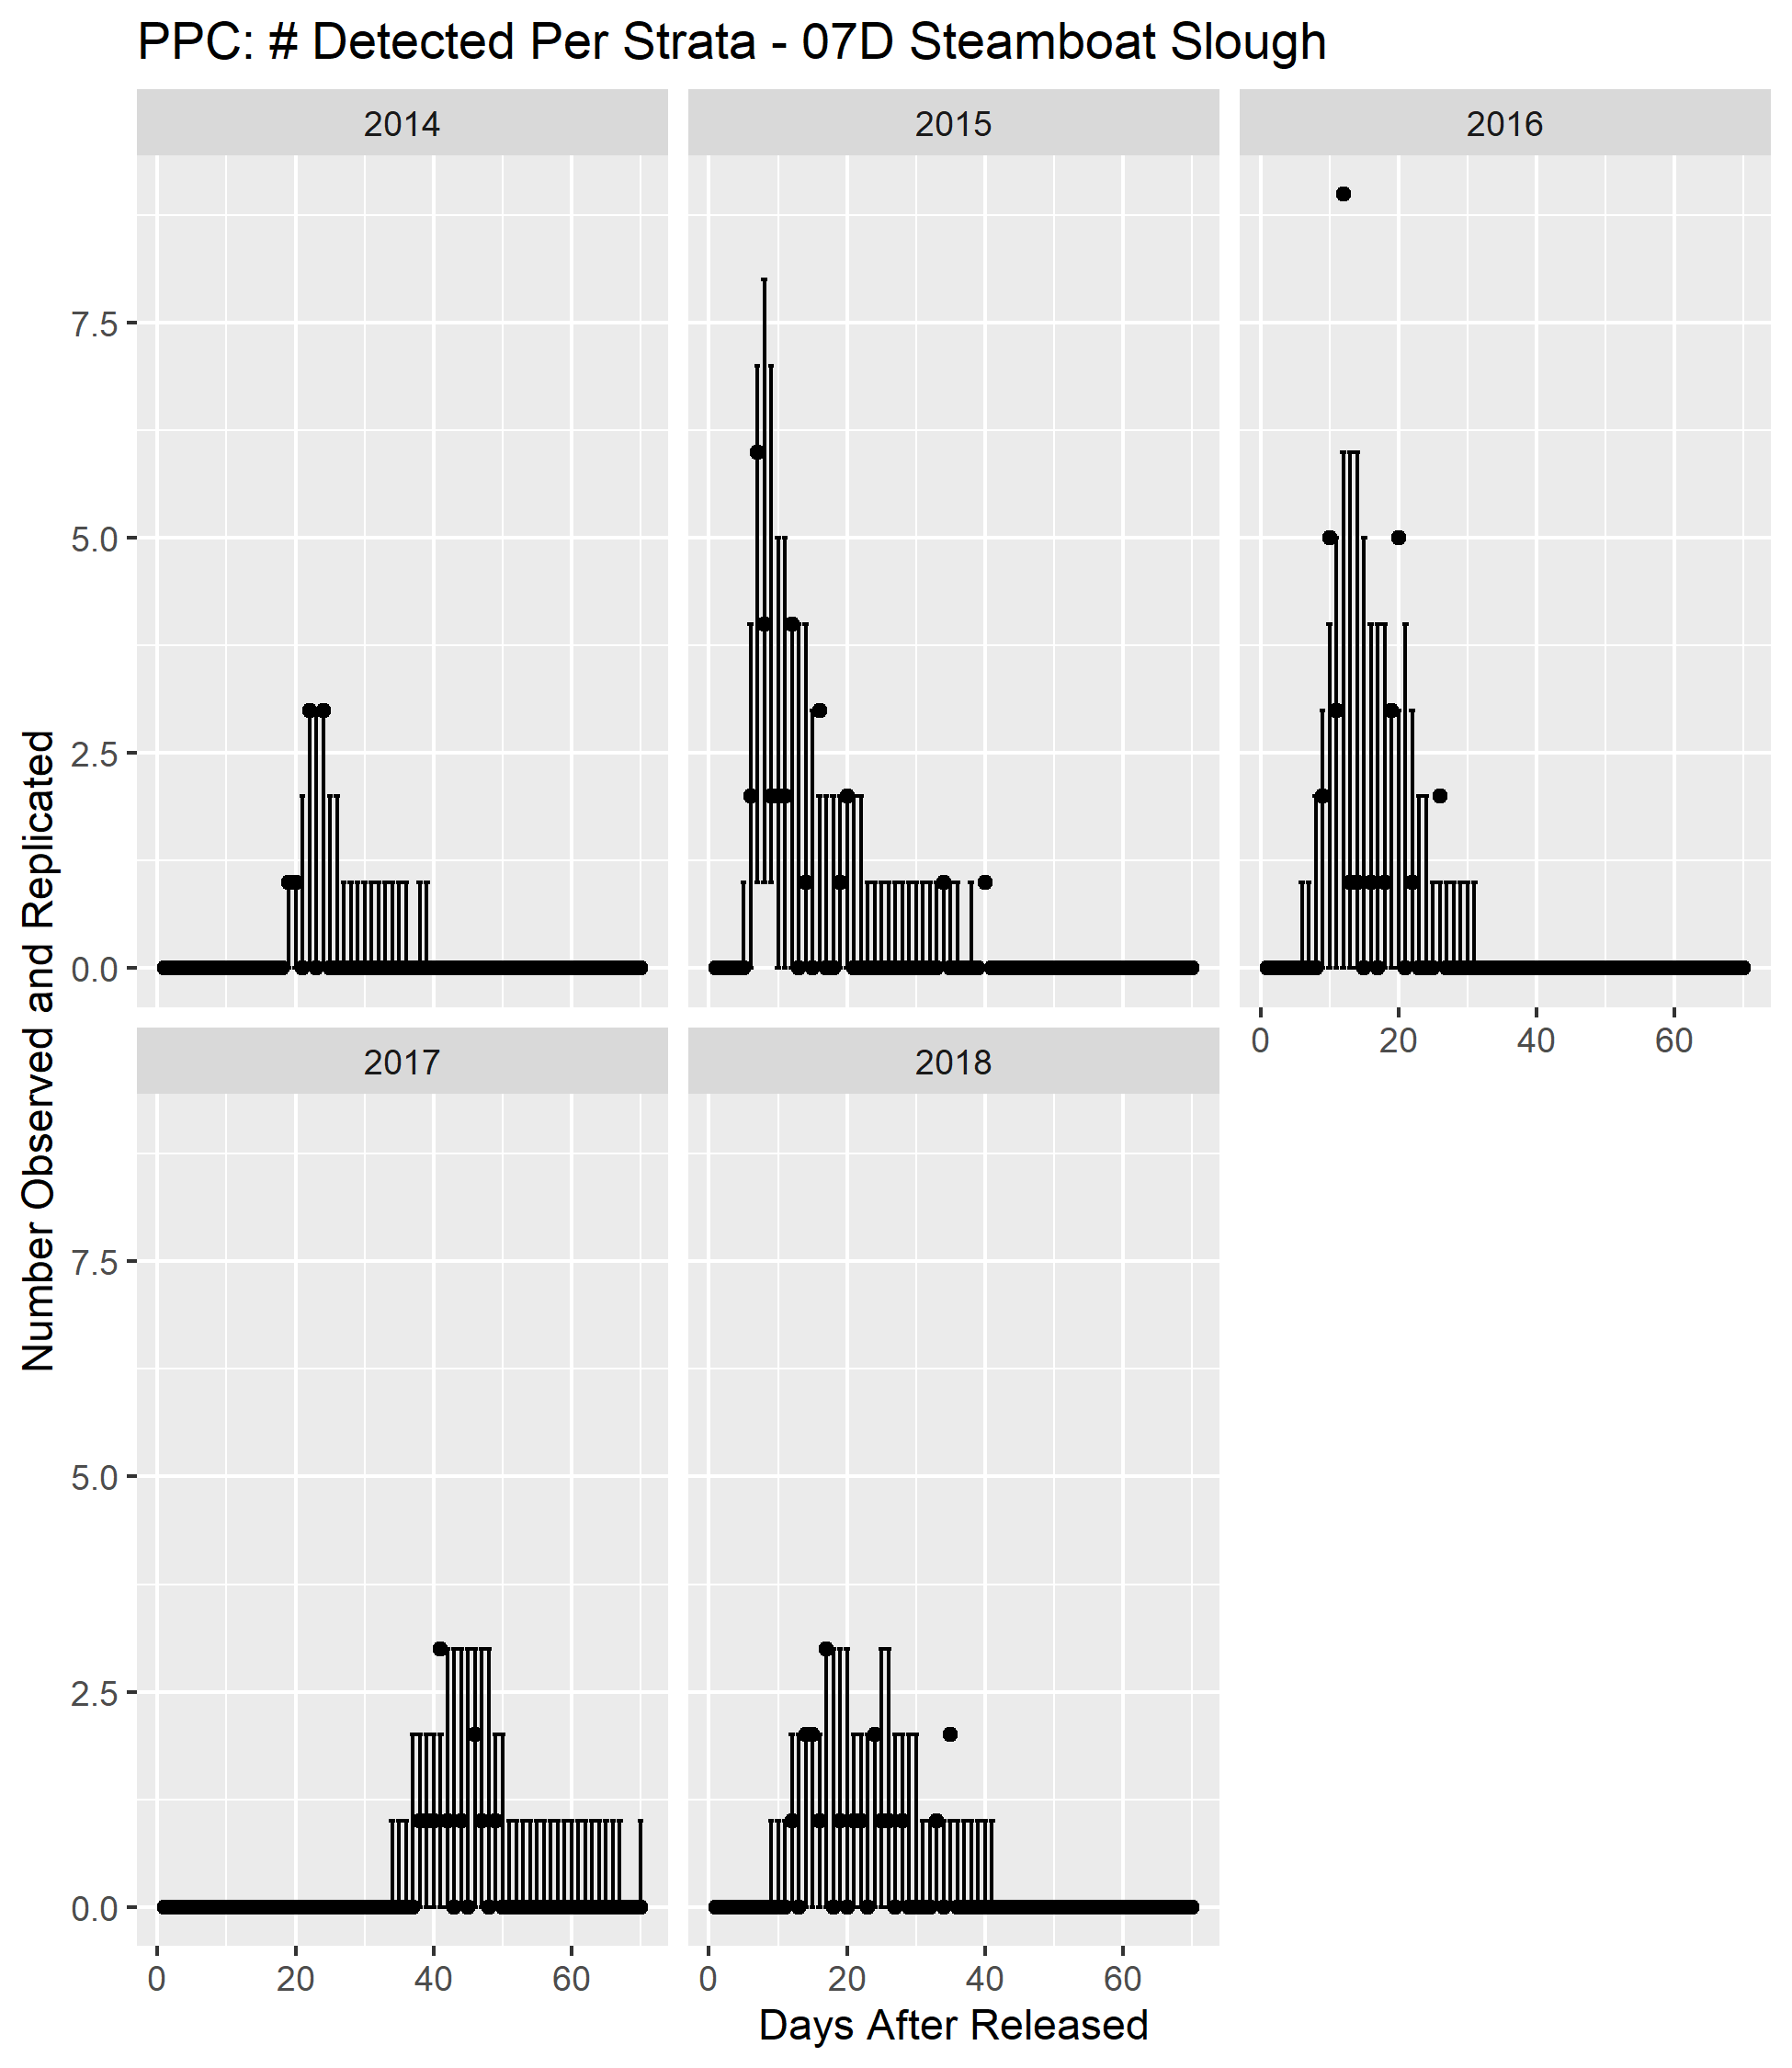 PPC: # Detected Per Strata - 07D Steamboat Slough
2014
2015
2016
7.5
5.0
2.5
0.0
0 20 40 60
2017
2018
7.5
5.0
2.5
0.0
0 20 40 60
0 20 40 60
Number Observed and Replicated
Days After Released